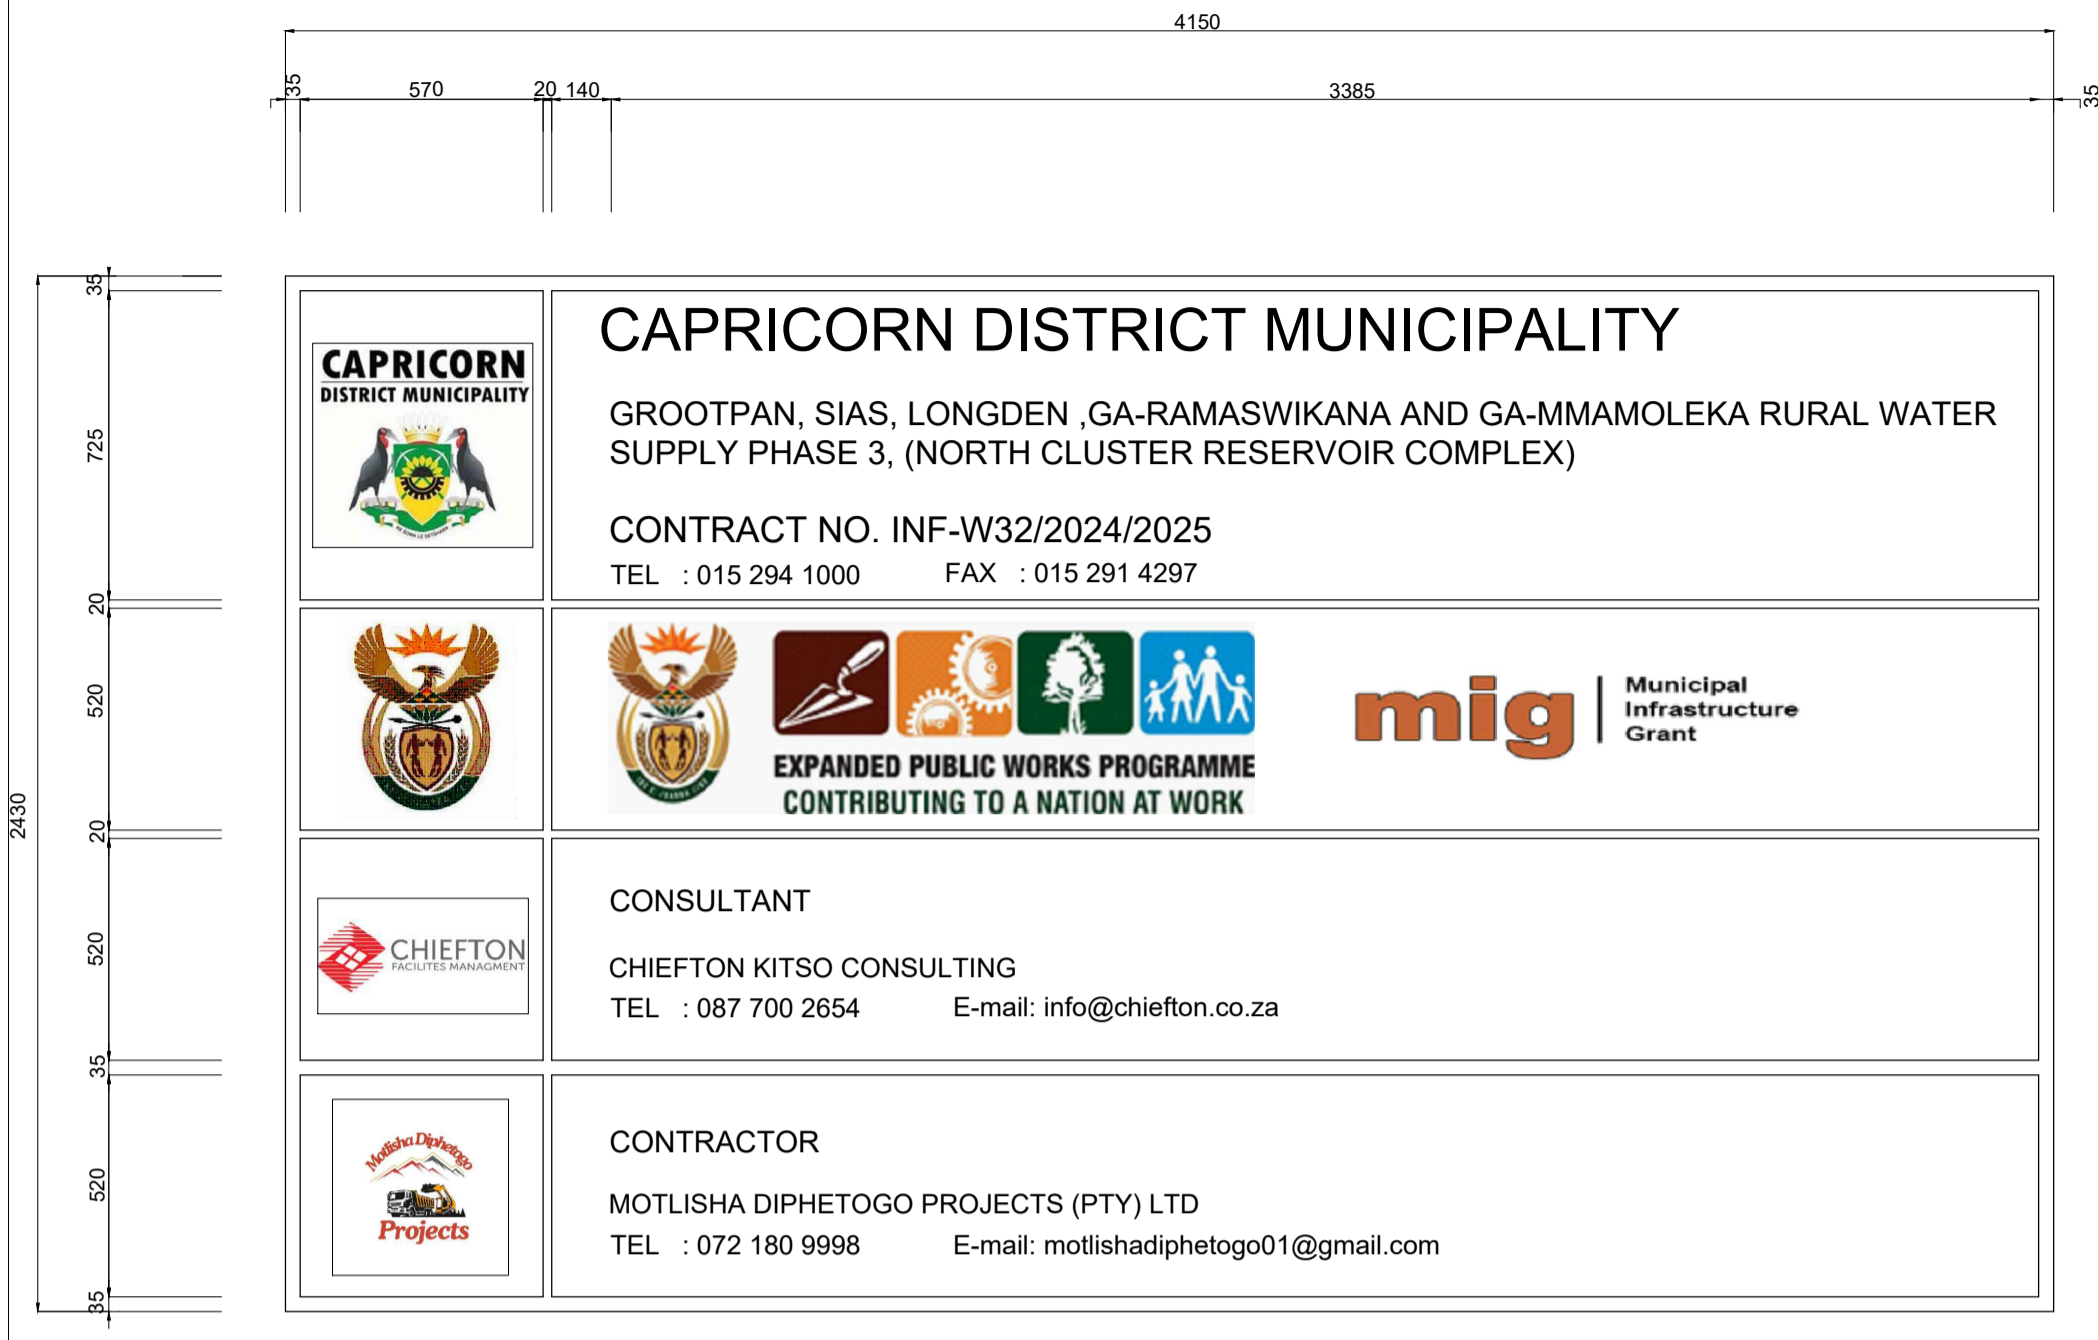 4150
35 570 20 140 3385 35
35
725
20
520
20
520
35
520
35
2430
CAPRICORN
DISTRICT MUNICIPALITY
CAPRICORN DISTRICT MUNICIPALITY
GROOTPAN, SIAS, LONGDEN ,GA-RAMASWIKANA AND GA-MMAMOLEKA RURAL WATER
SUPPLY PHASE 3, (NORTH CLUSTER RESERVOIR COMPLEX)
CONTRACT NO. INF-W32/2024/2025
TEL : 015 294 1000 FAX : 015 291 4297
EXPANDED PUBLIC WORKS PROGRAMME
CONTRIBUTING TO A NATION AT WORK
mig
Municipal
Infrastructure
Grant
CHIEFTON
FACILITES MANAGMENT
CONSULTANT
CHIEFTON KITSO CONSULTING
TEL : 087 700 2654 E-mail: info@chiefton.co.za
Motlisha Diphetogo
Projects
CONTRACTOR
MOTLISHA DIPHETOGO PROJECTS (PTY) LTD
TEL : 072 180 9998 E-mail: motlishadiphetogo01@gmail.com